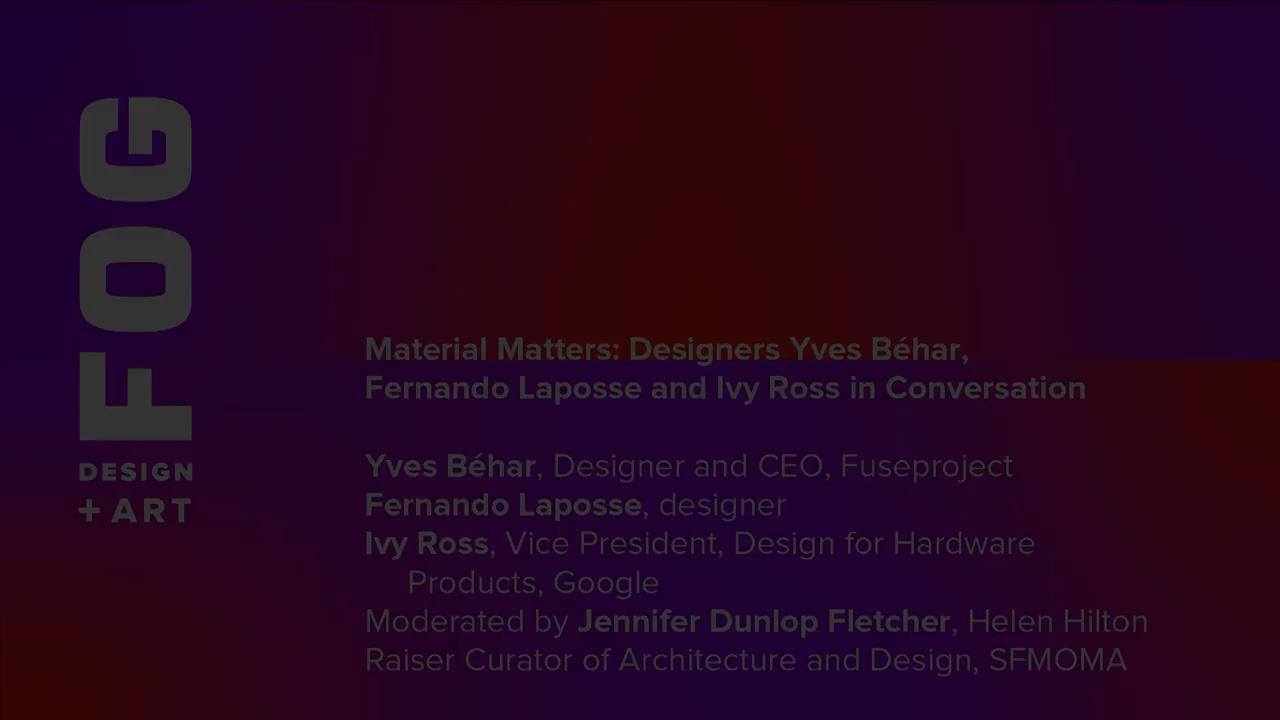 FOG
DESIGN
+ ART
Material Matters: Designers Yves Béhar,
Fernando Laposse and Ivy Ross in Conversation
Yves Béhar, Designer and CEO, Fuseproject
Fernando Laposse, designer
Ivy Ross, Vice President, Design for Hardware
Products, Google
Moderated by Jennifer Dunlop Fletcher, Helen Hilton
Raiser Curator of Architecture and Design, SFMOMA